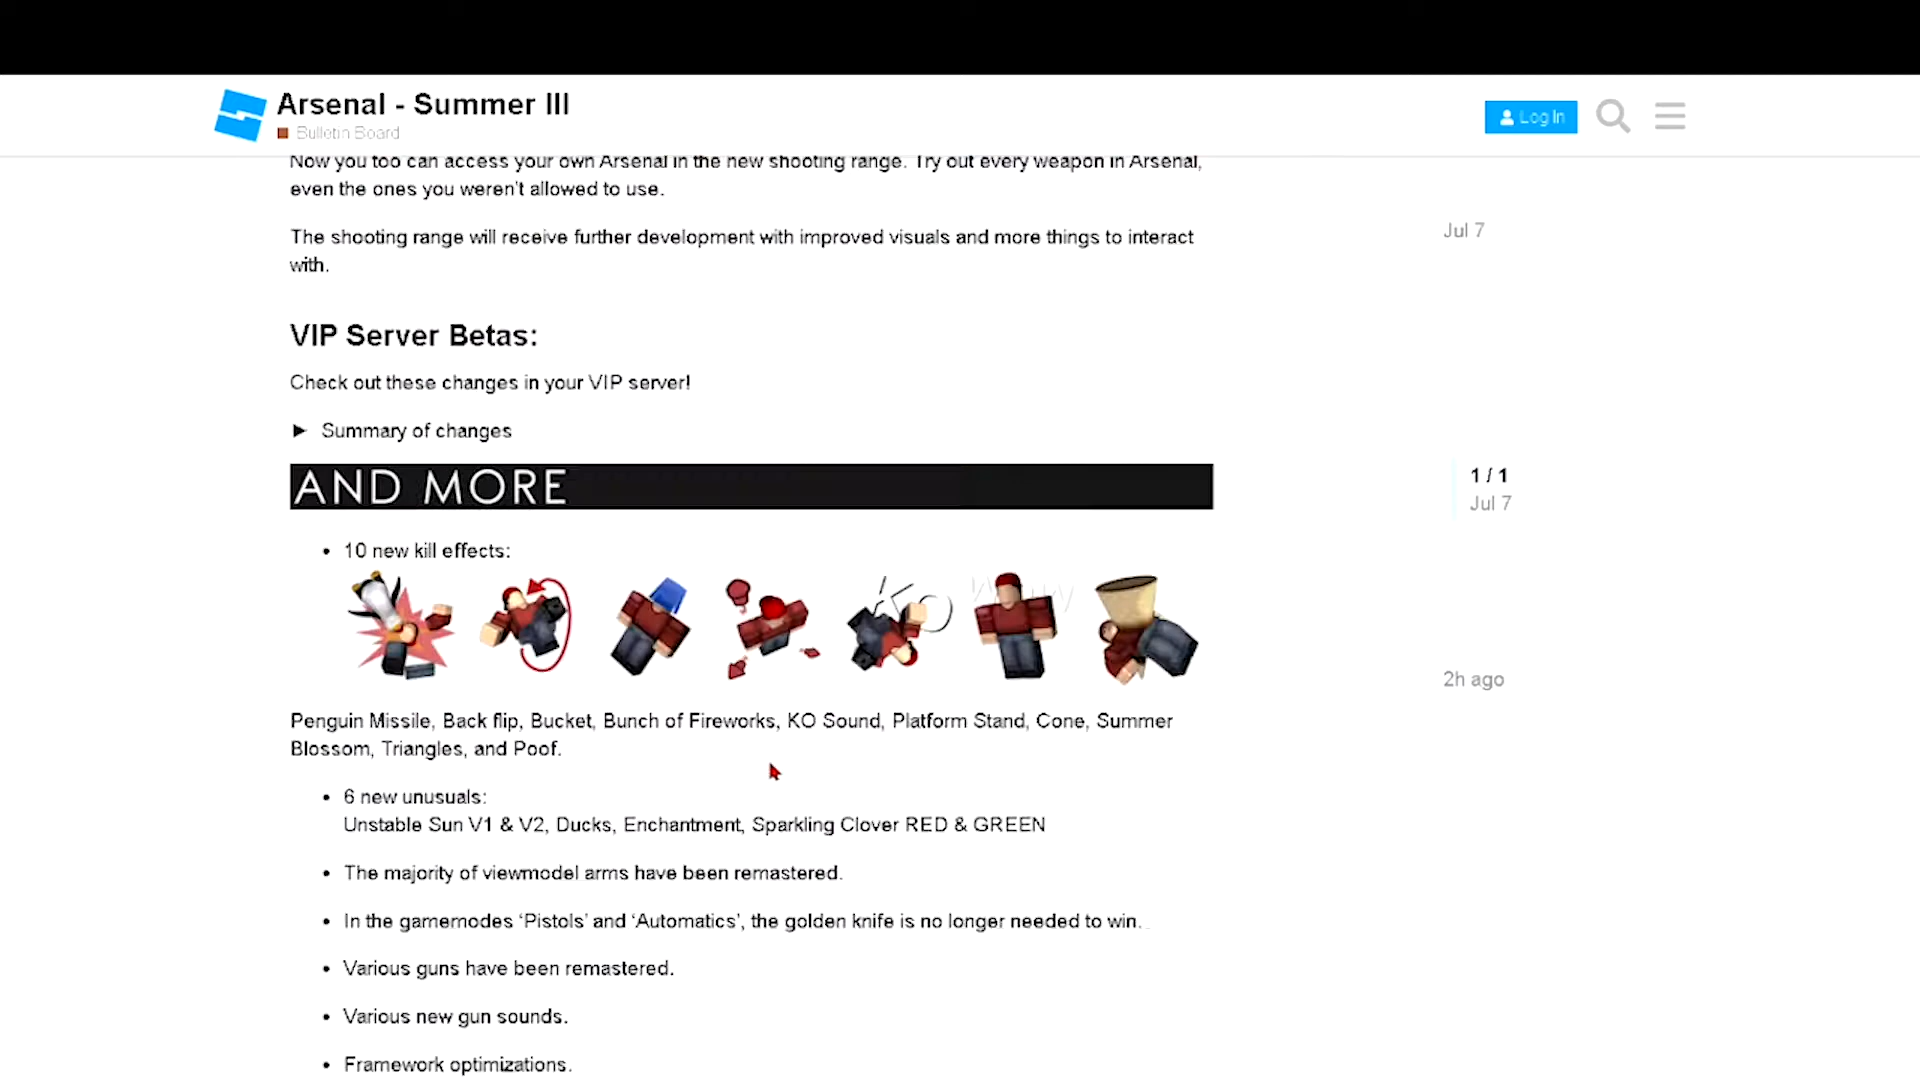 Arsenal - Summer III
Bulletin Board
Log In
Now you too can access your own Arsenal in the new shooting range. Try out every weapon in Arsenal,
even the ones you weren't allowed to use.
Jul 7
The shooting range will receive further development with improved visuals and more things to interact
with.
VIP Server Betas:
Check out these changes in your VIP server!
► Summary of changes
AND MORE
1 / 1
Jul 7
• 10 new kill effects:
KO
2h ago
Penguin Missile, Back flip, Bucket, Bunch of Fireworks, KO Sound, Platform Stand, Cone, Summer
Blossom, Triangles, and Poof.
• 6 new unusuals:
Unstable Sun V1 & V2, Ducks, Enchantment, Sparkling Clover RED & GREEN
• The majority of viewmodel arms have been remastered.
• In the gamemodes ‘Pistols’ and ‘Automatics’, the golden knife is no longer needed to win.
• Various guns have been remastered.
• Various new gun sounds.
• Framework optimizations.